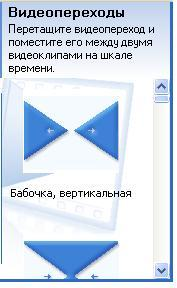 Видеопереходы
Перетащите видеопереход и
поместите его между двумя
видеоклипами на шкале
времени.
Бабочка, вертикальная